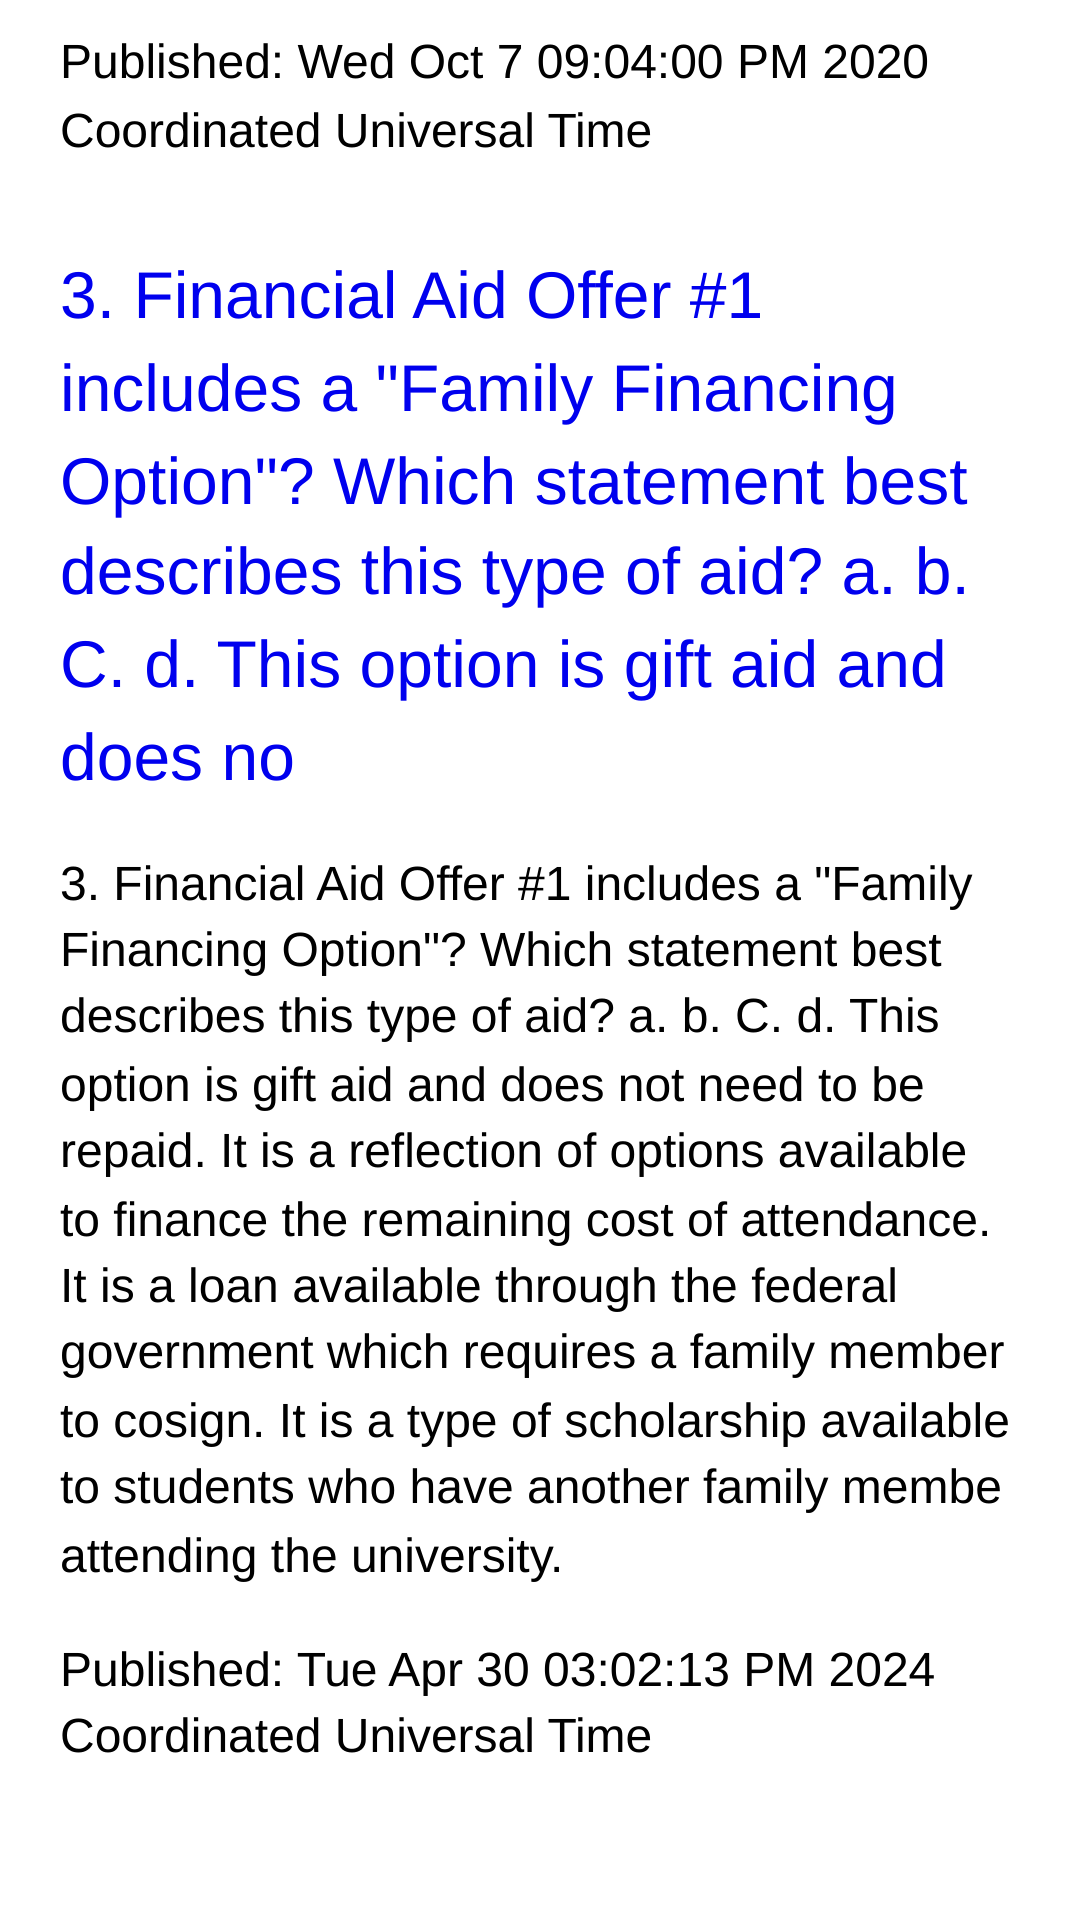 Published: Wed Oct 7 09:04:00 PM 2020
Coordinated Universal Time
3. Financial Aid Offer #1
includes a "Family Financing
Option"? Which statement best
describes this type of aid? a. b.
C. d. This option is gift aid and
does no
3. Financial Aid Offer #1 includes a "Family
Financing Option"? Which statement best
describes this type of aid? a. b. C. d. This
option is gift aid and does not need to be
repaid. It is a reflection of options available
to finance the remaining cost of attendance.
It is a loan available through the federal
government which requires a family member
to cosign. It is a type of scholarship available
to students who have another family membe
attending the university.
Published: Tue Apr 30 03:02:13 PM 2024
Coordinated Universal Time